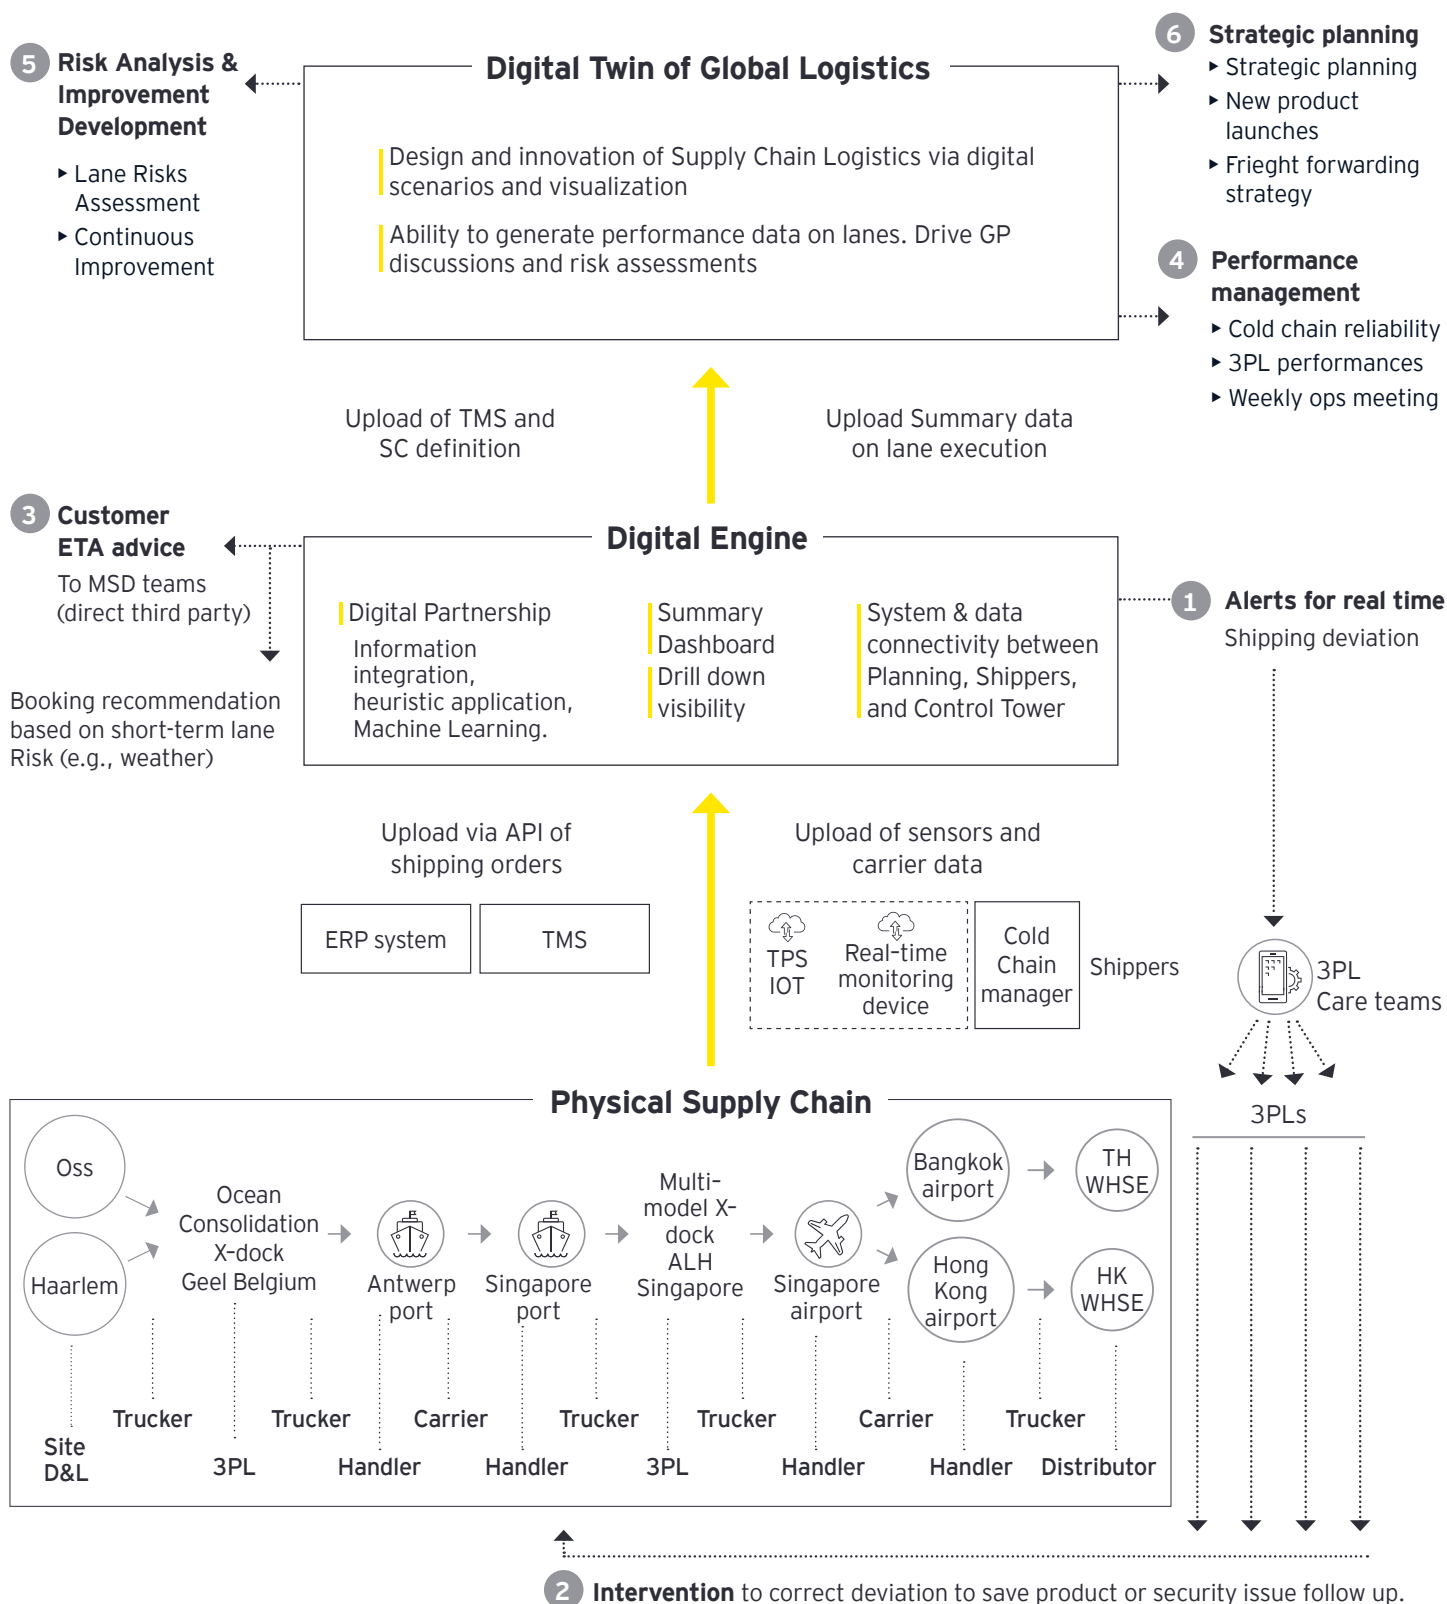 5
Risk Analysis &
Improvement
Development
▸ Lane Risks
Assessment
▸ Continuous
Improvement
Digital Twin of Global Logistics
Design and innovation of Supply Chain Logistics via digital
scenarios and visualization
Ability to generate performance data on lanes. Drive GP
discussions and risk assessments
6
Strategic planning
▸ Strategic planning
▸ New product
launches
▸ Frieght forwarding
strategy
4
Performance
management
▸ Cold chain reliability
▸ 3PL performances
▸ Weekly ops meeting
Upload of TMS and
SC definition
Upload Summary data
on lane execution
3
Customer
ETA advice
To MSD teams
(direct third party)
Booking recommendation
based on short-term lane
Risk (e.g., weather)
Digital Engine
Digital Partnership
Information
integration,
heuristic application,
Machine Learning.
Summary
Dashboard
Drill down
visibility
System & data
connectivity between
Planning, Shippers,
and Control Tower
1
Alerts for real time
Shipping deviation
Upload via API of
shipping orders
Upload of sensors and
carrier data
ERP system
TMS
TPS
IOT
Real-time
monitoring
device
Cold
Chain
manager
Shippers
3PL
Care teams
3PLs
Physical Supply Chain
Oss
Haarlem
Ocean
Consolidation
X-dock
Geel Belgium
Antwerp
port
Singapore
port
Multi-
model X-
dock
ALH
Singapore
Singapore
airport
Bangkok
airport
TH
WHSE
Hong
Kong
airport
HK
WHSE
Trucker
Trucker
Carrier
Trucker
Trucker
Carrier
Trucker
Site
D&L
3PL
Handler
Handler
3PL
Handler
Handler
Distributor
2
Intervention to correct deviation to save product or security issue follow up.